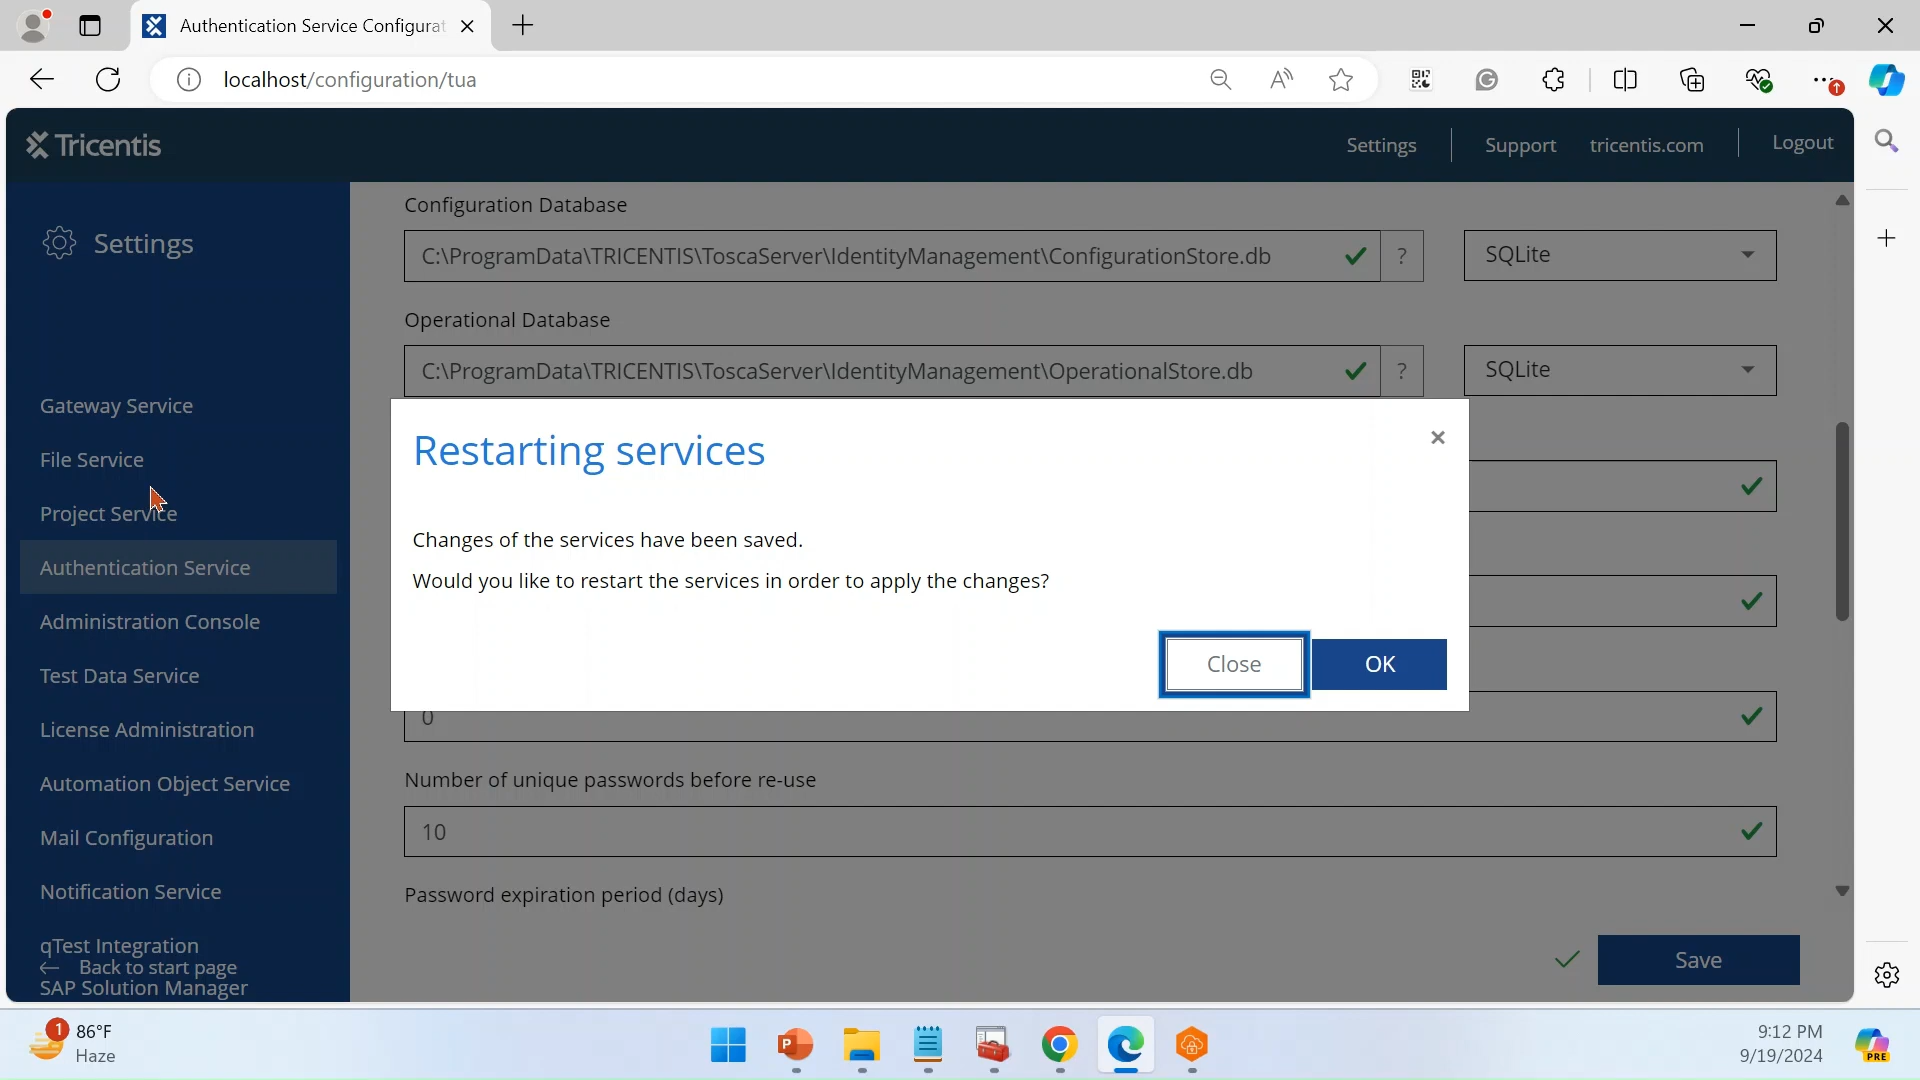 Authentication Service Configurat
localhost/configuration/tua
Tricentis
Settings
Support
tricentis.com
Logout
Settings
Gateway Service
File Service
Project Service
Authentication Service
Administration Console
Test Data Service
License Administration
Automation Object Service
Mail Configuration
Notification Service
qTest Integration
Back to start page
SAP Solution Manager
Configuration Database
C:\ProgramData\TRICENTIS\ToscaServer\IdentityManagement\ConfigurationStore.db
?
SQLite
Operational Database
C:\ProgramData\TRICENTIS\ToscaServer\IdentityManagement\OperationalStore.db
?
SQLite
Restarting services
Changes of the services have been saved.
Would you like to restart the services in order to apply the changes?
Close
OK
0
Number of unique passwords before re-use
10
Password expiration period (days)
Save
1
86°F
Haze
9:12 PM
9/19/2024
PRE